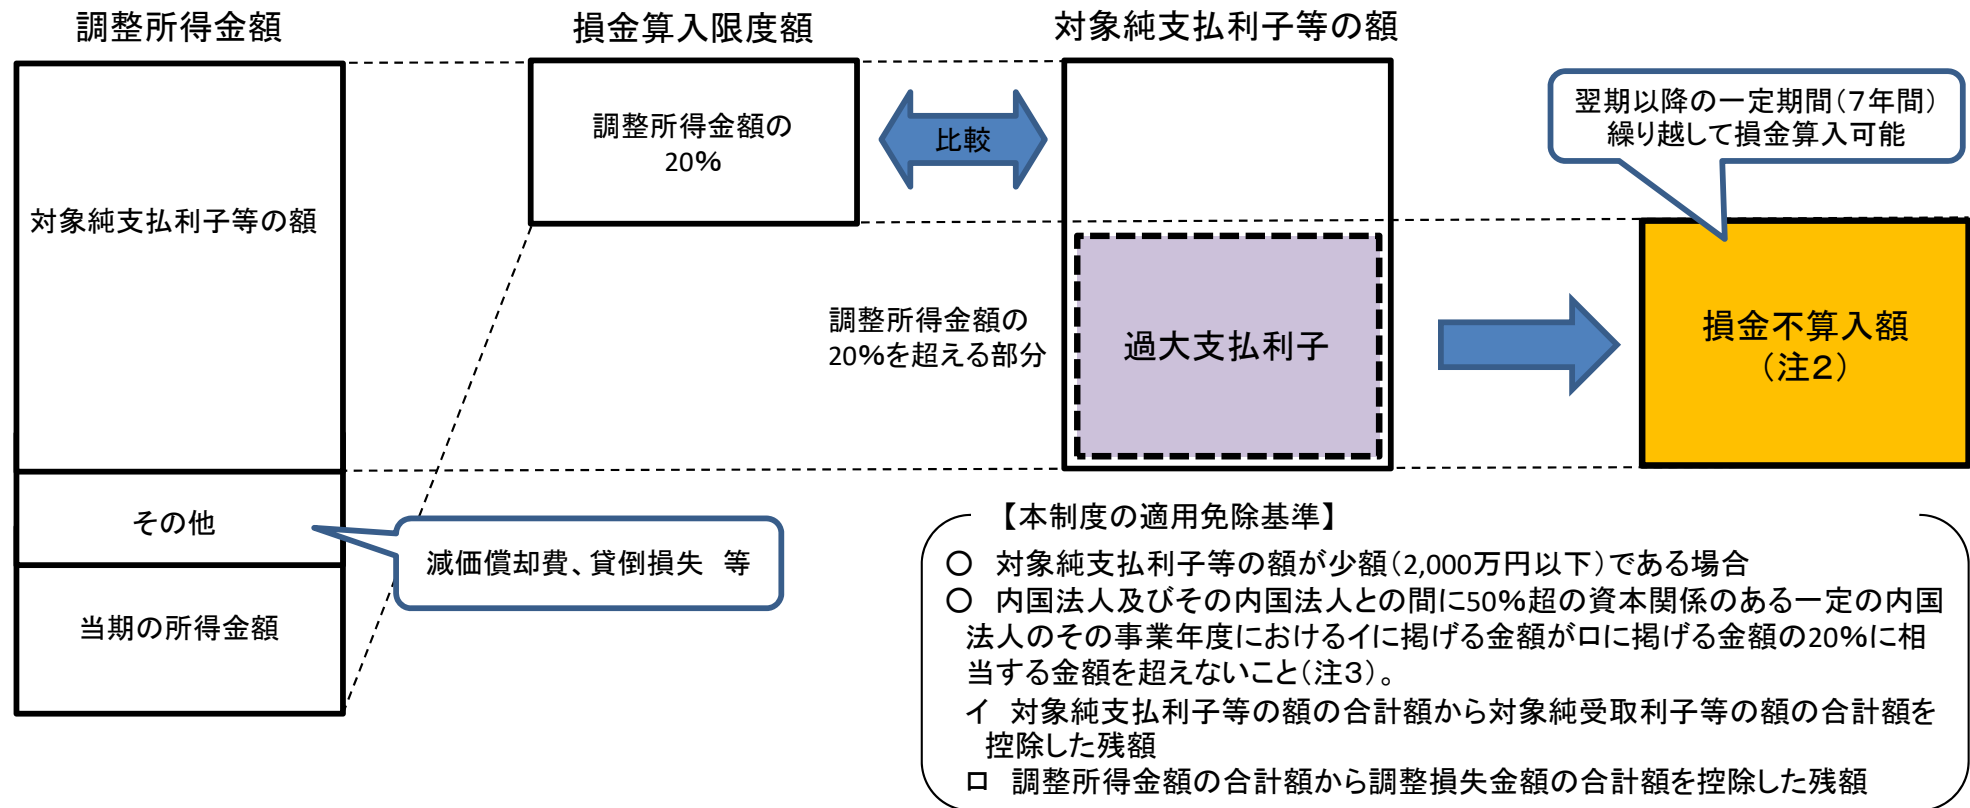 調整所得金額
損金算入限度額
対象純支払利子等の額
対象純支払利子等の額
その他
当期の所得金額
減価償却費、貸倒損失　等
調整所得金額の
20%
比較
調整所得金額の
20%を超える部分
過大支払利子
翌期以降の一定期間（７年間）
繰り越して損金算入可能
損金不算入額
（注２）
【本制度の適用免除基準】
○　対象純支払利子等の額が少額（2,000万円以下）である場合
○　内国法人及びその内国法人との間に50%超の資本関係のある一定の内国
法人のその事業年度におけるイに掲げる金額がロに掲げる金額の20%に相
当する金額を超えないこと（注３）。
イ　対象純支払利子等の額の合計額から対象純受取利子等の額の合計額を
控除した残額
ロ　調整所得金額の合計額から調整損失金額の合計額を控除した残額